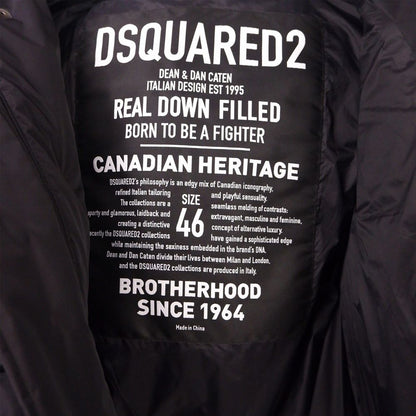 DSQUARED2
DEAN & DAN CATEN
ITALIAN DESIGN EST 1995
REAL DOWN FILLED
BORN TO BE A FIGHTER
CANADIAN HERITAGE
DSQUARED2's philosophy is an edgy mix of Canadian iconography,
refined Italian tailoring and playful sensuality.
The collections are a SIZE seamless melding of contrasts:
sporty and glamorous, laidback and 46 extravagant, masculine and feminine,
creating a distinctive concept of alternative luxury.
recently the DSQUARED2 collections have gained a sophisticated edge
while maintaining the sexiness embedded in the brand's DNA.
Dean and Dan Caten divide their lives between Milan and London,
and the DSQUARED2 collections are produced in Italy.
BROTHERHOOD
SINCE 1964
Made in China